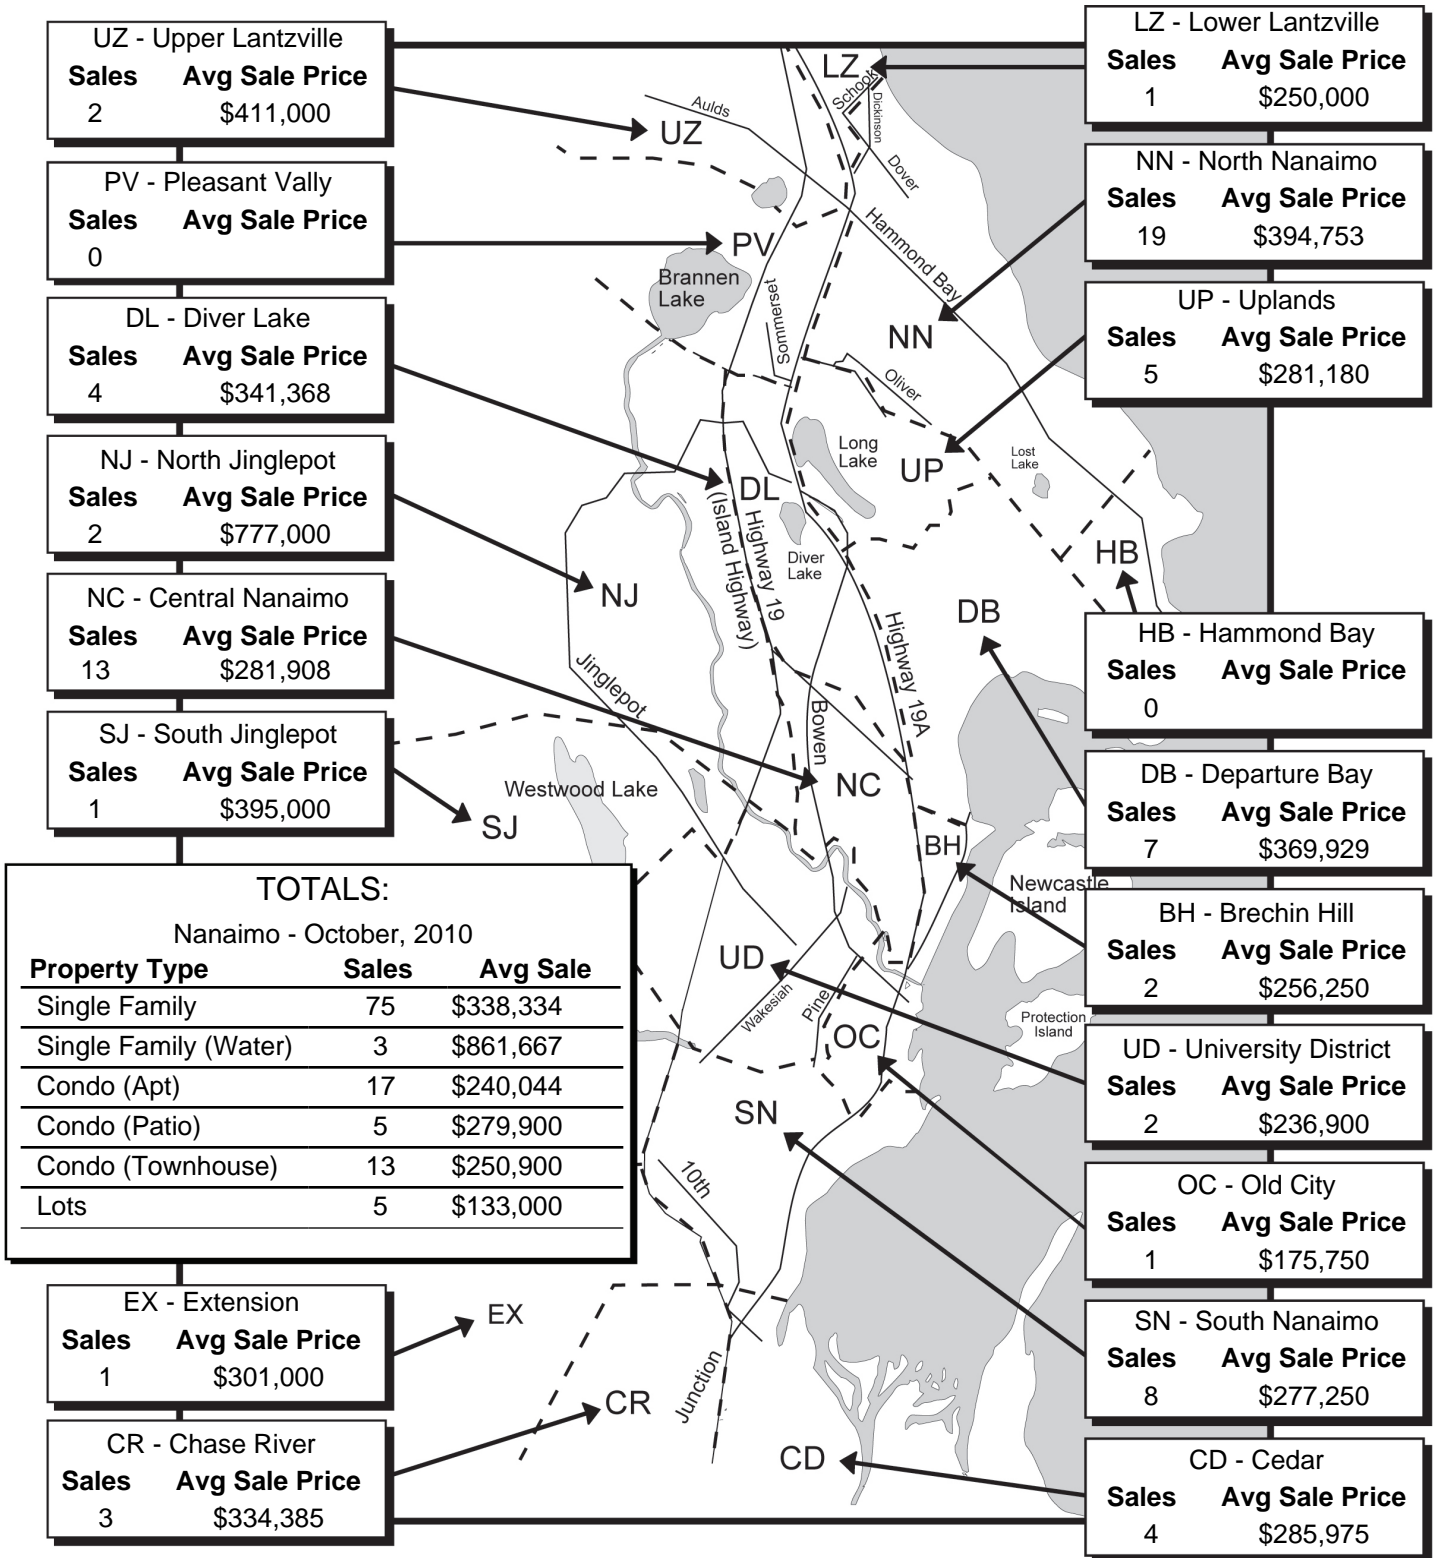 UZ - Upper Lantzville
Sales Avg Sale Price
2 $411,000
PV - Pleasant Vally
Sales Avg Sale Price
0
DL - Diver Lake
Sales Avg Sale Price
4 $341,368
NJ - North Jinglepot
Sales Avg Sale Price
2 $777,000
NC - Central Nanaimo
Sales Avg Sale Price
13 $281,908
SJ - South Jinglepot
Sales Avg Sale Price
1 $395,000
TOTALS:
Nanaimo - October, 2010
Property Type Sales Avg Sale
Single Family 75 $338,334
Single Family (Water) 3 $861,667
Condo (Apt) 17 $240,044
Condo (Patio) 5 $279,900
Condo (Townhouse) 13 $250,900
Lots 5 $133,000
EX - Extension
Sales Avg Sale Price
1 $301,000
CR - Chase River
Sales Avg Sale Price
3 $334,385
LZ
Schook
Dickinson
Aulds
UZ
Dover
Hammond Bay
PV
Brannen
Lake
Sommerset
NN
Oliver
Long
Lake
UP
Lost
Lake
DL
Highway 19
(Island Highway)
Diver
Lake
HB
NJ
DB
Highway 19A
Jinglepot
Bowen
Westwood Lake
NC
SJ
BH
Newcastle
Island
UD
Wakesiah
Pine
OC
Protection
Island
SN
10th
EX
Junction
CR
CD
LZ - Lower Lantzville
Sales Avg Sale Price
1 $250,000
NN - North Nanaimo
Sales Avg Sale Price
19 $394,753
UP - Uplands
Sales Avg Sale Price
5 $281,180
HB - Hammond Bay
Sales Avg Sale Price
0
DB - Departure Bay
Sales Avg Sale Price
7 $369,929
BH - Brechin Hill
Sales Avg Sale Price
2 $256,250
UD - University District
Sales Avg Sale Price
2 $236,900
OC - Old City
Sales Avg Sale Price
1 $175,750
SN - South Nanaimo
Sales Avg Sale Price
8 $277,250
CD - Cedar
Sales Avg Sale Price
4 $285,975